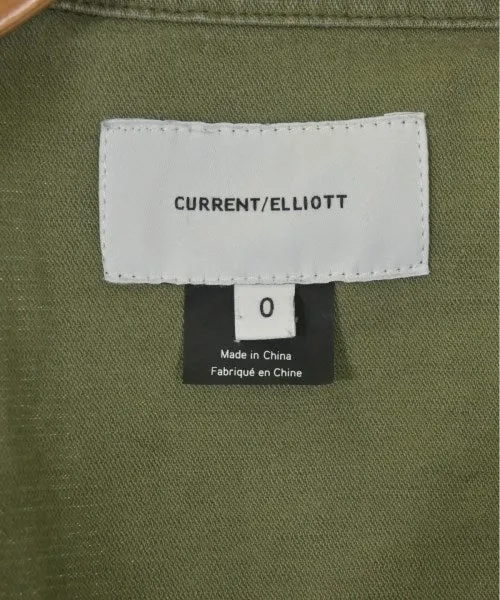 CURRENT/ELLIOTT
0
Made in China
Fabriqué en Chine